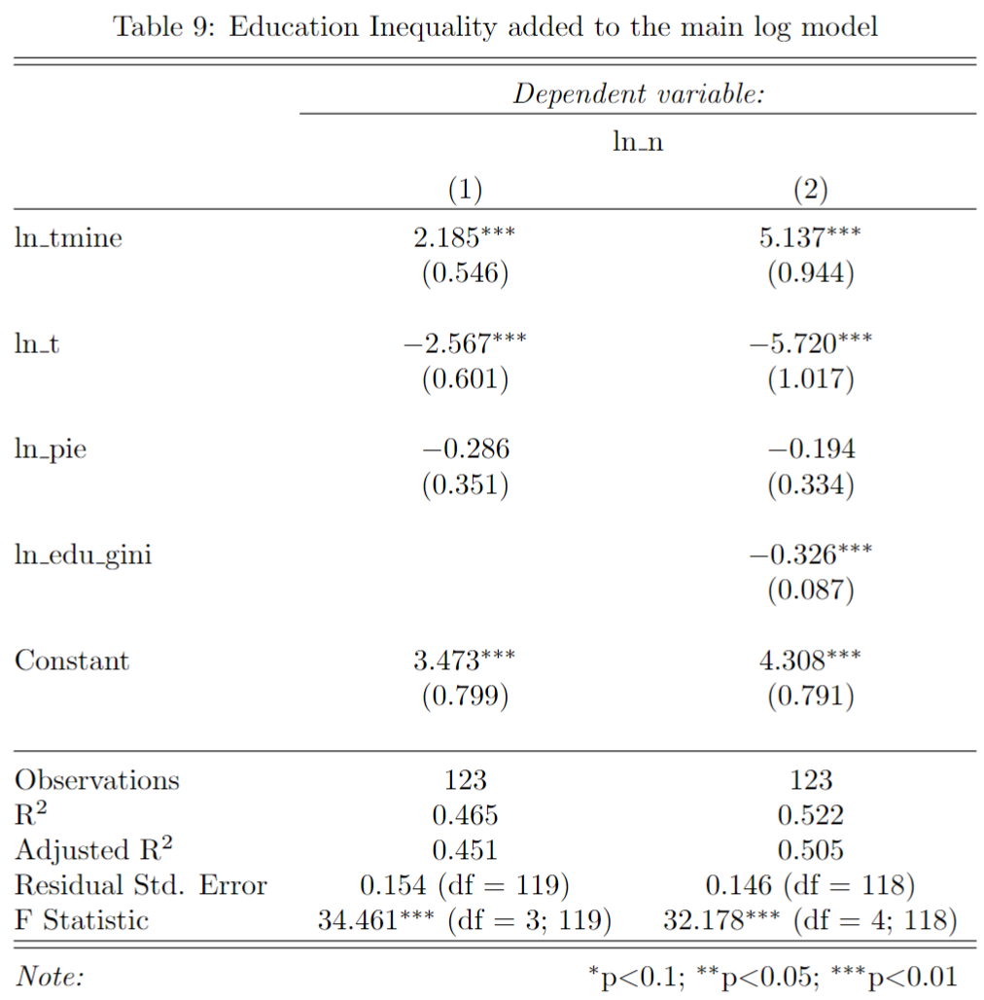 Table 9: Education Inequality added to the main log model
Dependent variable:
ln_n
(1) (2)
ln_tmine 2.185*** 5.137***
(0.546) (0.944)
ln_t −2.567*** −5.720***
(0.601) (1.017)
ln_pie −0.286 −0.194
(0.351) (0.334)
ln_edu_gini −0.326***
(0.087)
Constant 3.473*** 4.308***
(0.799) (0.791)
Observations 123 123
R² 0.465 0.522
Adjusted R² 0.451 0.505
Residual Std. Error 0.154 (df = 119) 0.146 (df = 118)
F Statistic 34.461*** (df = 3; 119) 32.178*** (df = 4; 118)
Note: *p<0.1; **p<0.05; ***p<0.01